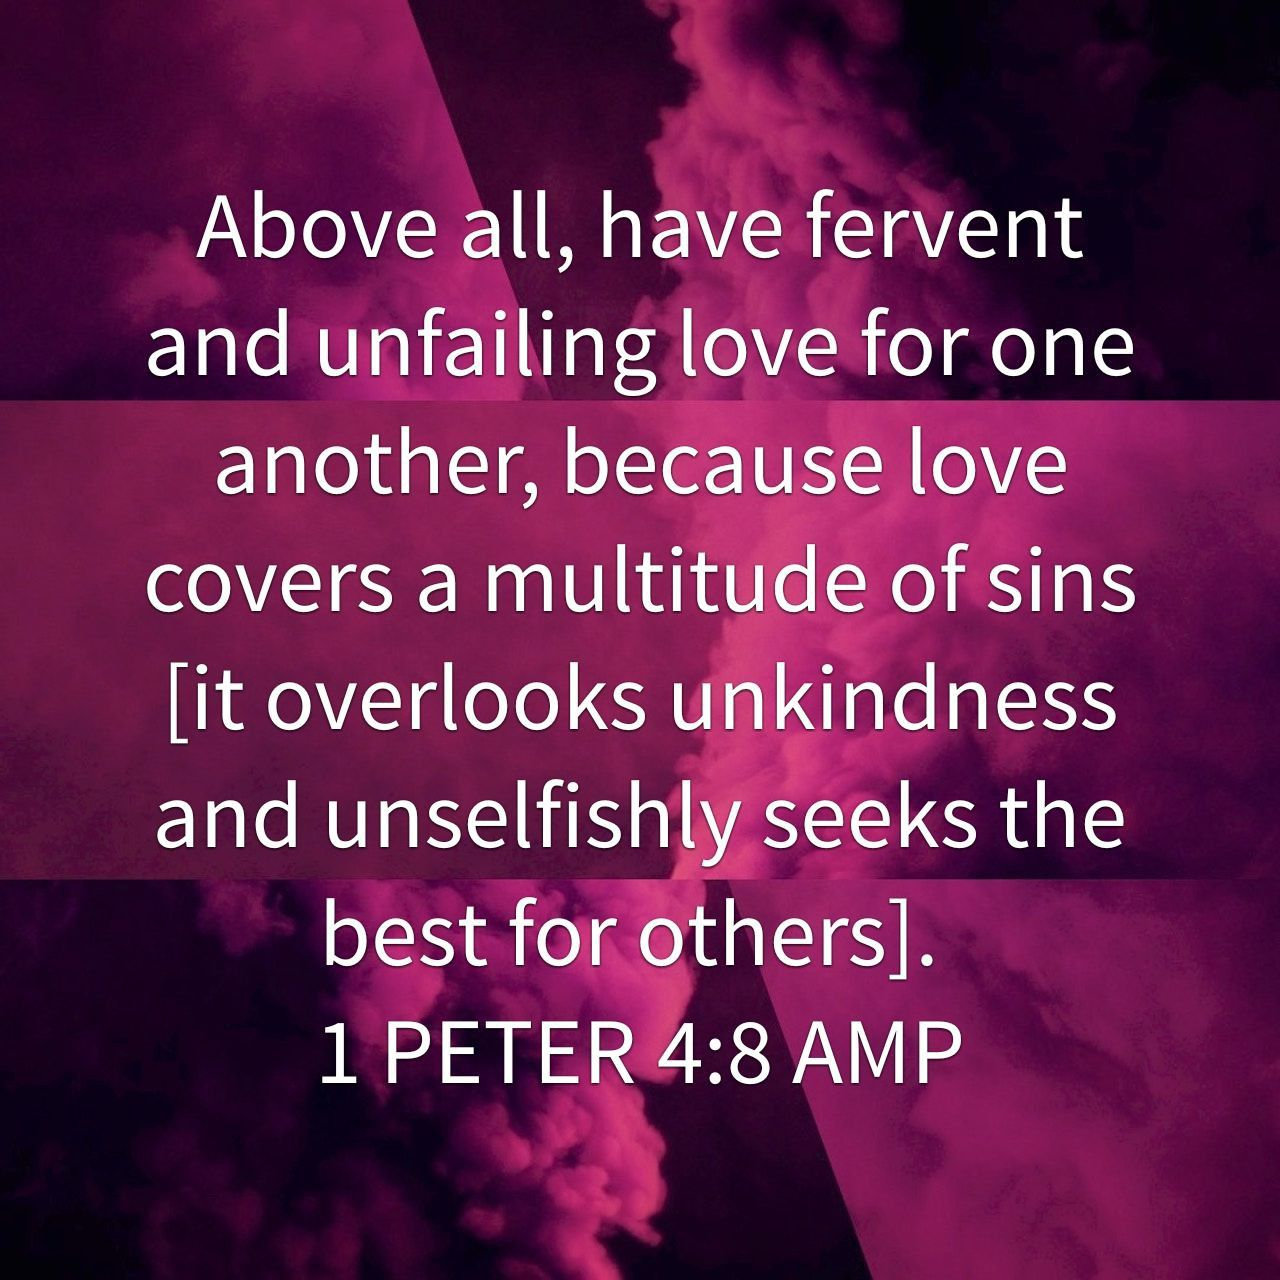 Above all, have fervent
and unfailing love for one
another, because love
covers a multitude of sins
[it overlooks unkindness
and unselfishly seeks the
best for others].
1 PETER 4:8 AMP